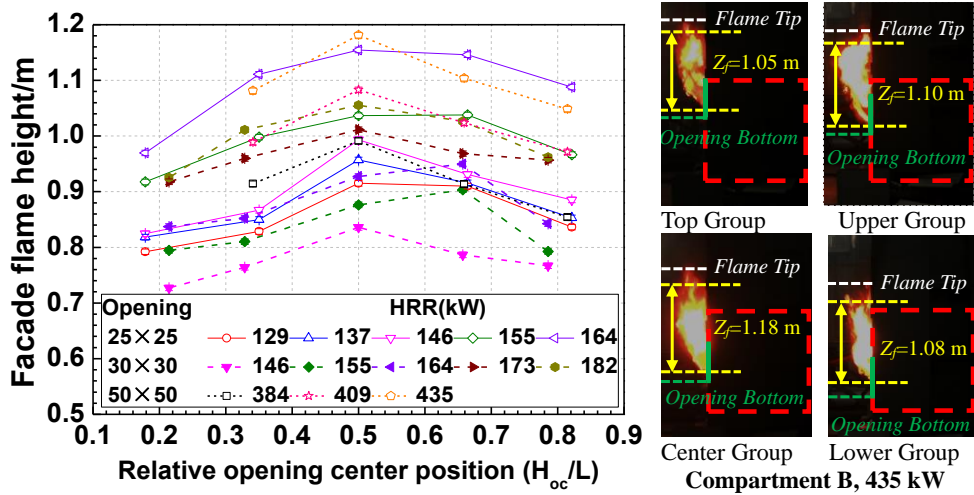 1.2
1.1
1.0
0.9
0.8
0.7
0.6
0.5
Facade flame height/m
Opening HRR(kW)
25×25 129 137 146 155 164
30×30 146 155 164 173 182
50×50 384 409 435
0.1 0.2 0.3 0.4 0.5 0.6 0.7 0.8 0.9
Relative opening center position (Hoc/L)
Flame Tip
Zf=1.05 m
Opening Bottom
Top Group
Flame Tip
Zf=1.10 m
Opening Bottom
Upper Group
Flame Tip
Zf=1.18 m
Opening Bottom
Center Group
Flame Tip
Zf=1.08 m
Opening Bottom
Lower Group
Compartment B, 435 kW